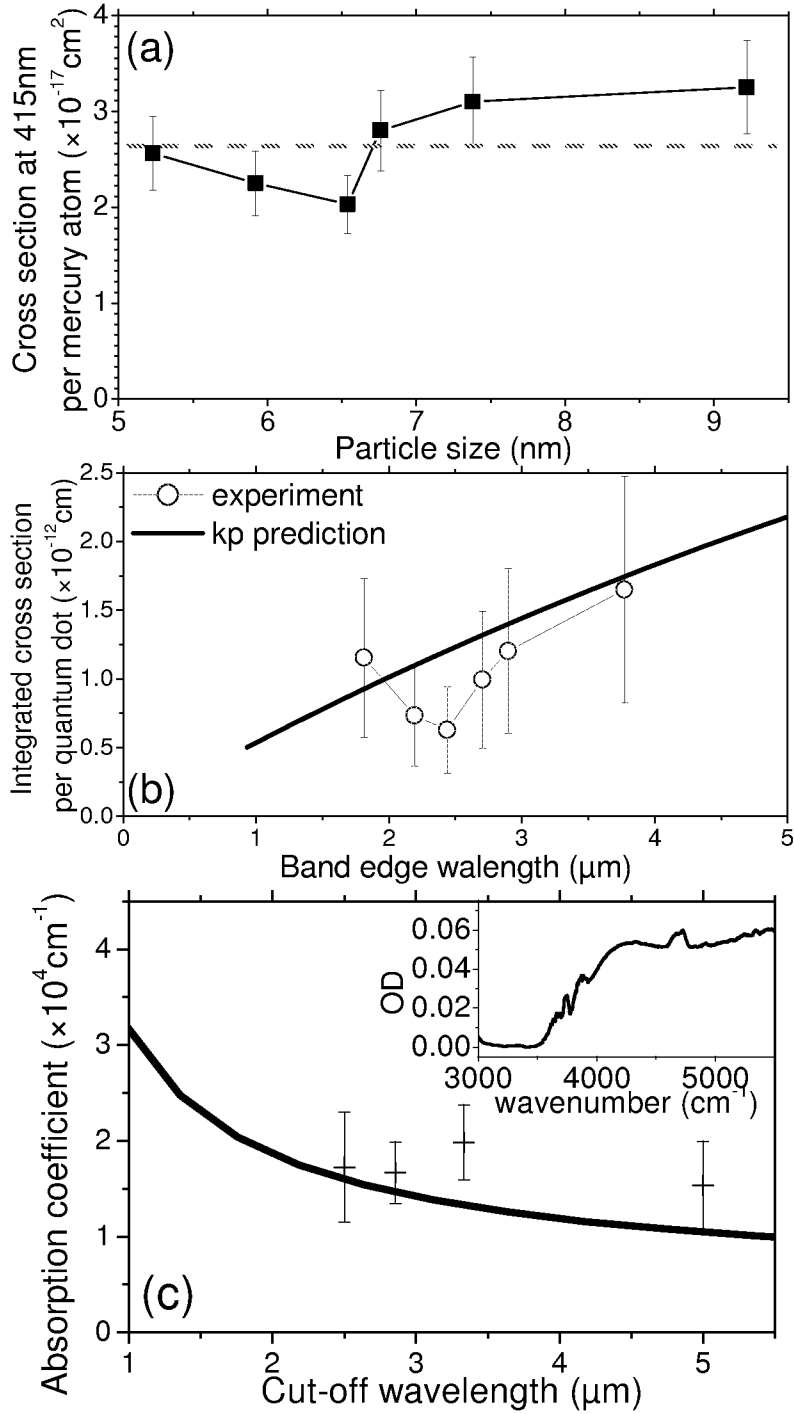 (a)
Cross section at 415nm
per mercury atom (×10⁻¹⁷cm²)
4
3
2
1
0
5 6 7 8 9
Particle size (nm)
Integrated cross section
per quantum dot (×10⁻¹²cm)
experiment
kp prediction
2.5
2.0
1.5
1.0
0.5
0.0
(b)
0 1 2 3 4 5
Band edge walength (µm)
Absorption coefficient (×10⁴cm⁻¹)
4
3
2
1
0
OD
0.06
0.04
0.02
0.00
3000 4000 5000
wavenumber (cm⁻¹)
(c)
1 2 3 4 5
Cut-off wavelength (µm)